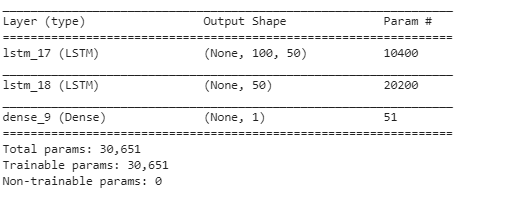 _________________________________________________________________
Layer (type)                 Output Shape              Param #
=================================================================
lstm_17 (LSTM)               (None, 100, 50)           10400
_________________________________________________________________
lstm_18 (LSTM)               (None, 50)                20200
_________________________________________________________________
dense_9 (Dense)              (None, 1)                 51
=================================================================
Total params: 30,651
Trainable params: 30,651
Non-trainable params: 0